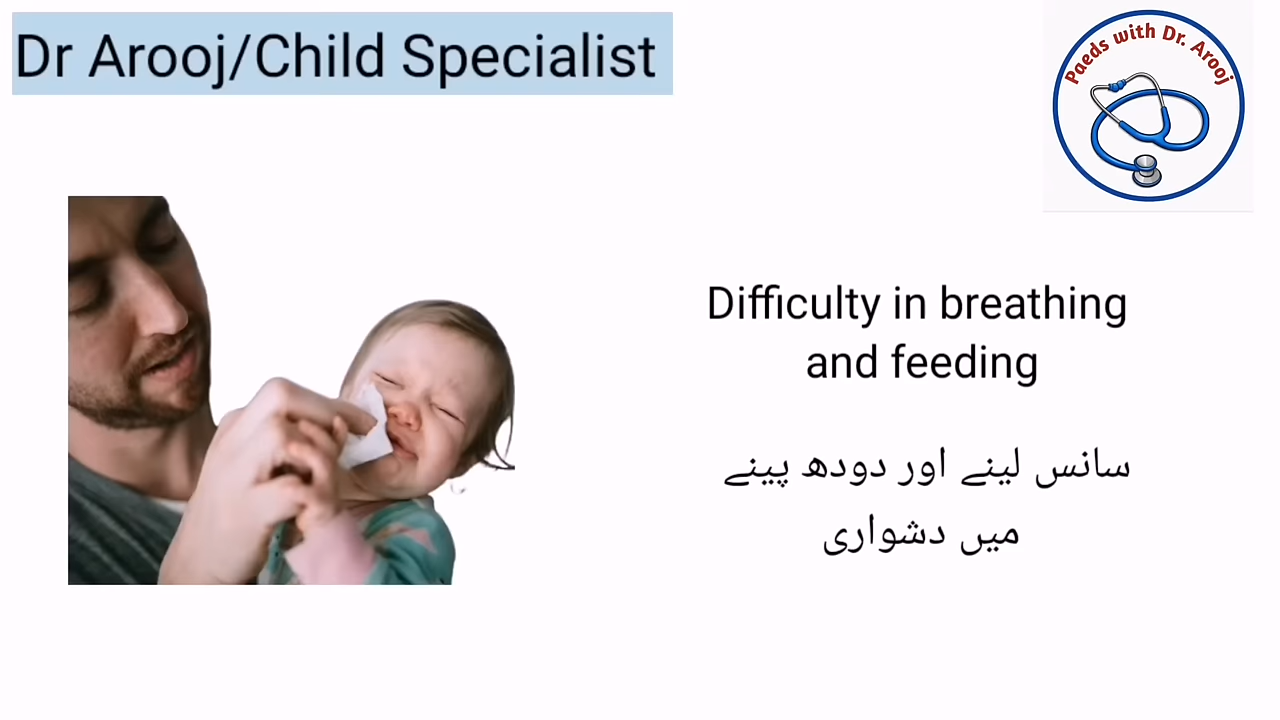 Dr Arooj/Child Specialist
Paeds with Dr. Arooj
Difficulty in breathing
and feeding
سانس لینے اور دودھ پینے
میں دشواری